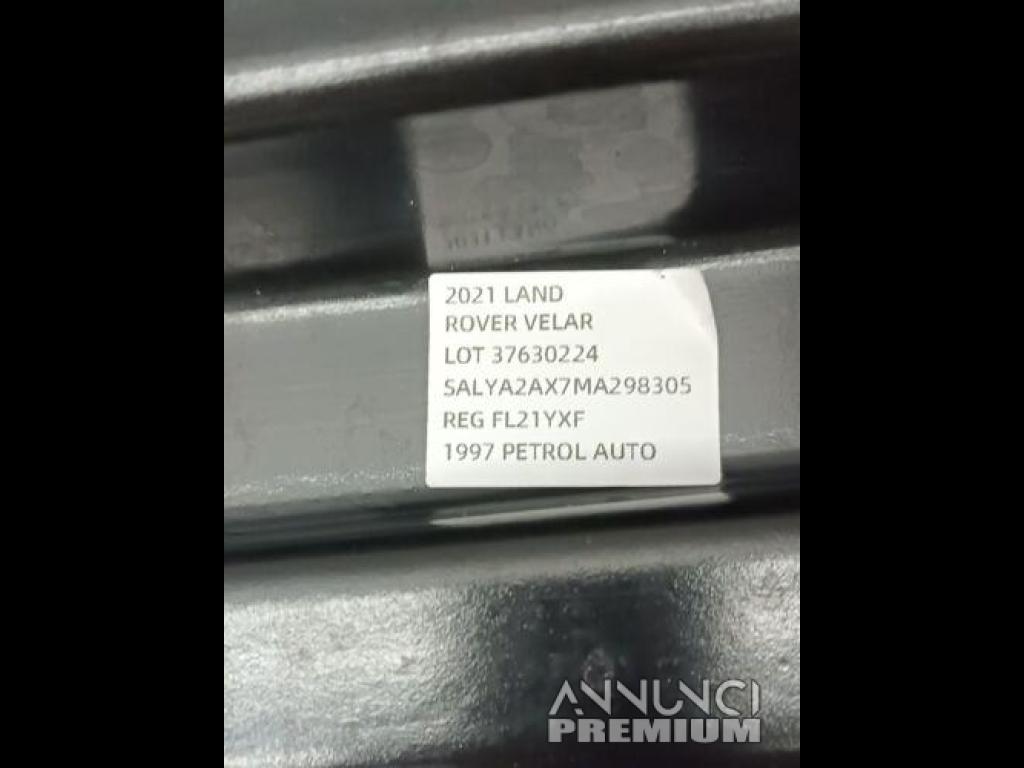 2021 LAND
ROVER VELAR
LOT 37630224
SALYA2AX7MA298305
REG FL21YXF
1997 PETROL AUTO
ANNUNCI
PREMIUM